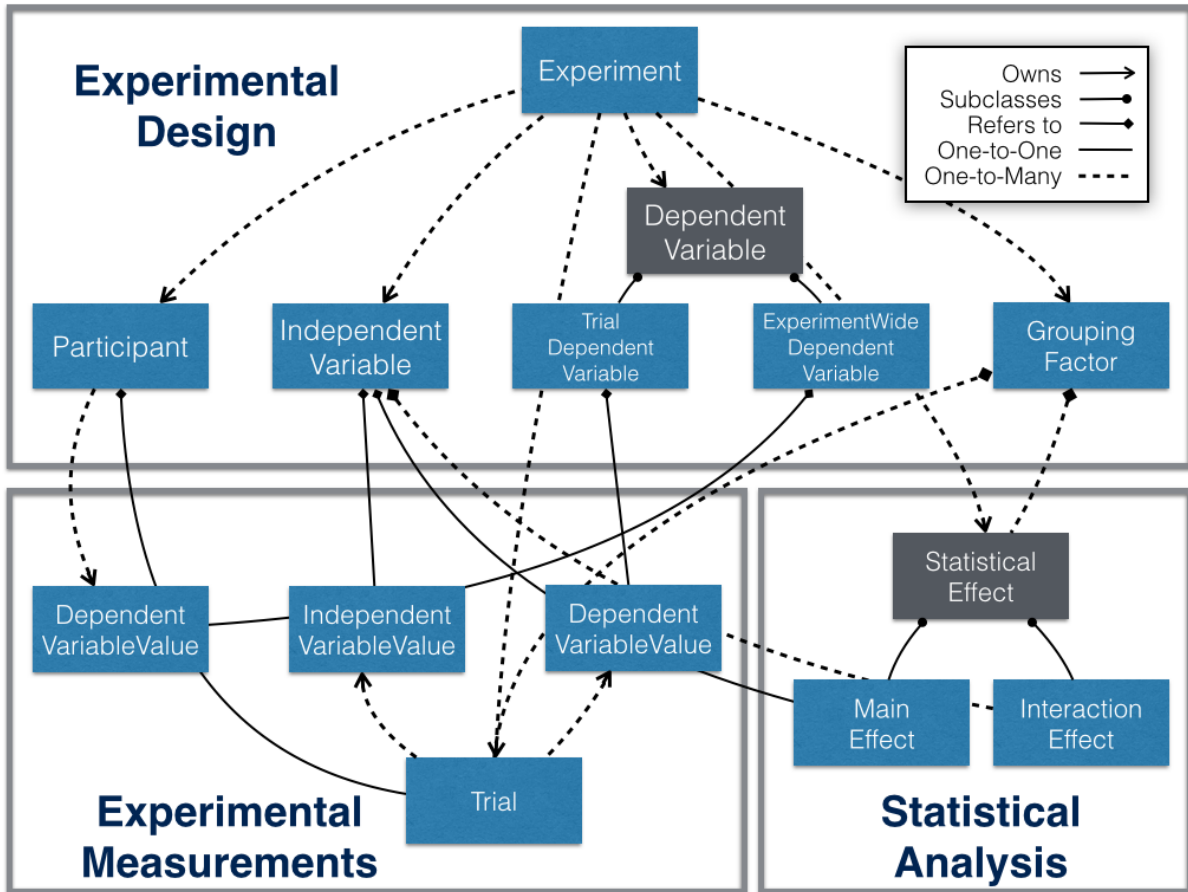 Experimental
Design
Experiment
Owns
Subclasses
Refers to
One-to-One
One-to-Many
Dependent
Variable
Participant
Independent
Variable
Trial
Dependent
Variable
ExperimentWide
Dependent
Variable
Grouping
Factor
Dependent
VariableValue
Independent
VariableValue
Dependent
VariableValue
Statistical
Effect
Main
Effect
Interaction
Effect
Trial
Experimental
Measurements
Statistical
Analysis